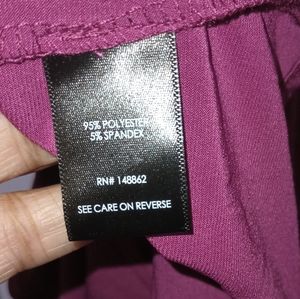 95% POLYESTER
5% SPANDEX
RN# 148862
SEE CARE ON REVERSE